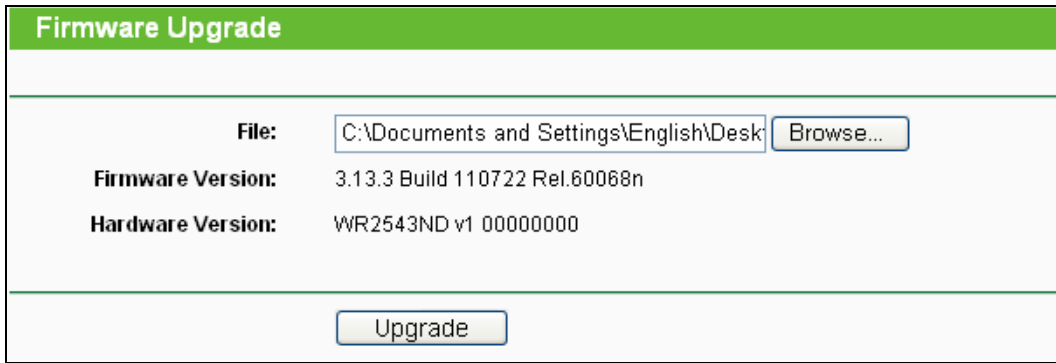 Firmware Upgrade
File: C:\Documents and Settings\English\Desk Browse...
Firmware Version: 3.13.3 Build 110722 Rel.60068n
Hardware Version: WR2543ND v1 00000000
Upgrade